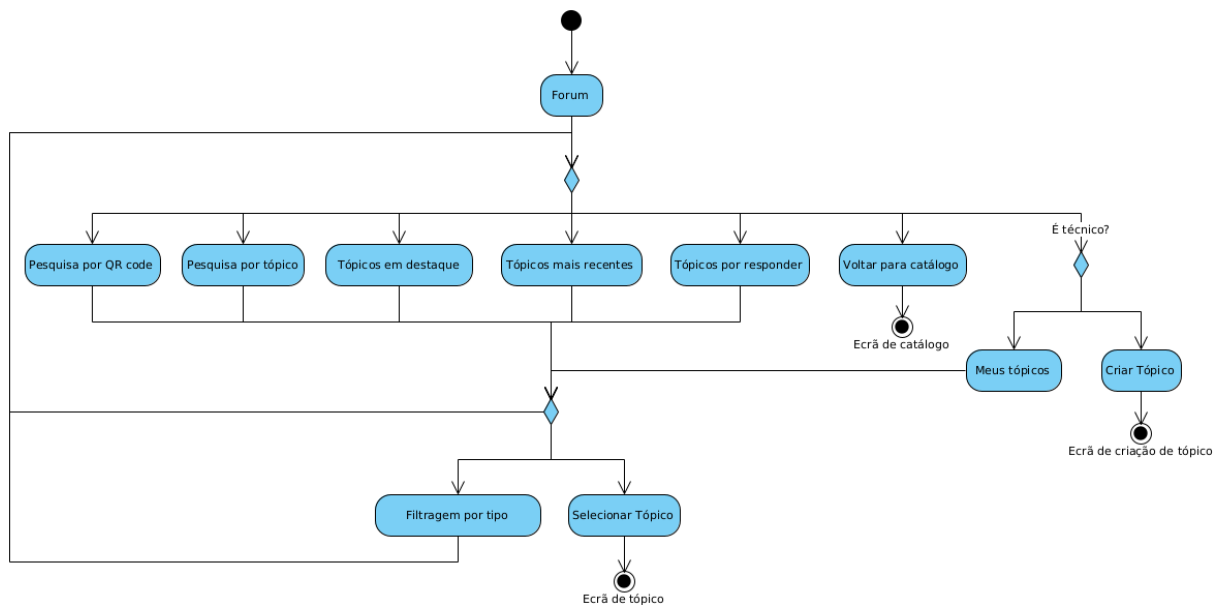 Forum
É técnico?
Pesquisa por QR code
Pesquisa por tópico
Tópicos em destaque
Tópicos mais recentes
Tópicos por responder
Voltar para catálogo
Ecrã de catálogo
Meus tópicos
Criar Tópico
Ecrã de criação de tópico
Filtragem por tipo
Selecionar Tópico
Ecrã de tópico